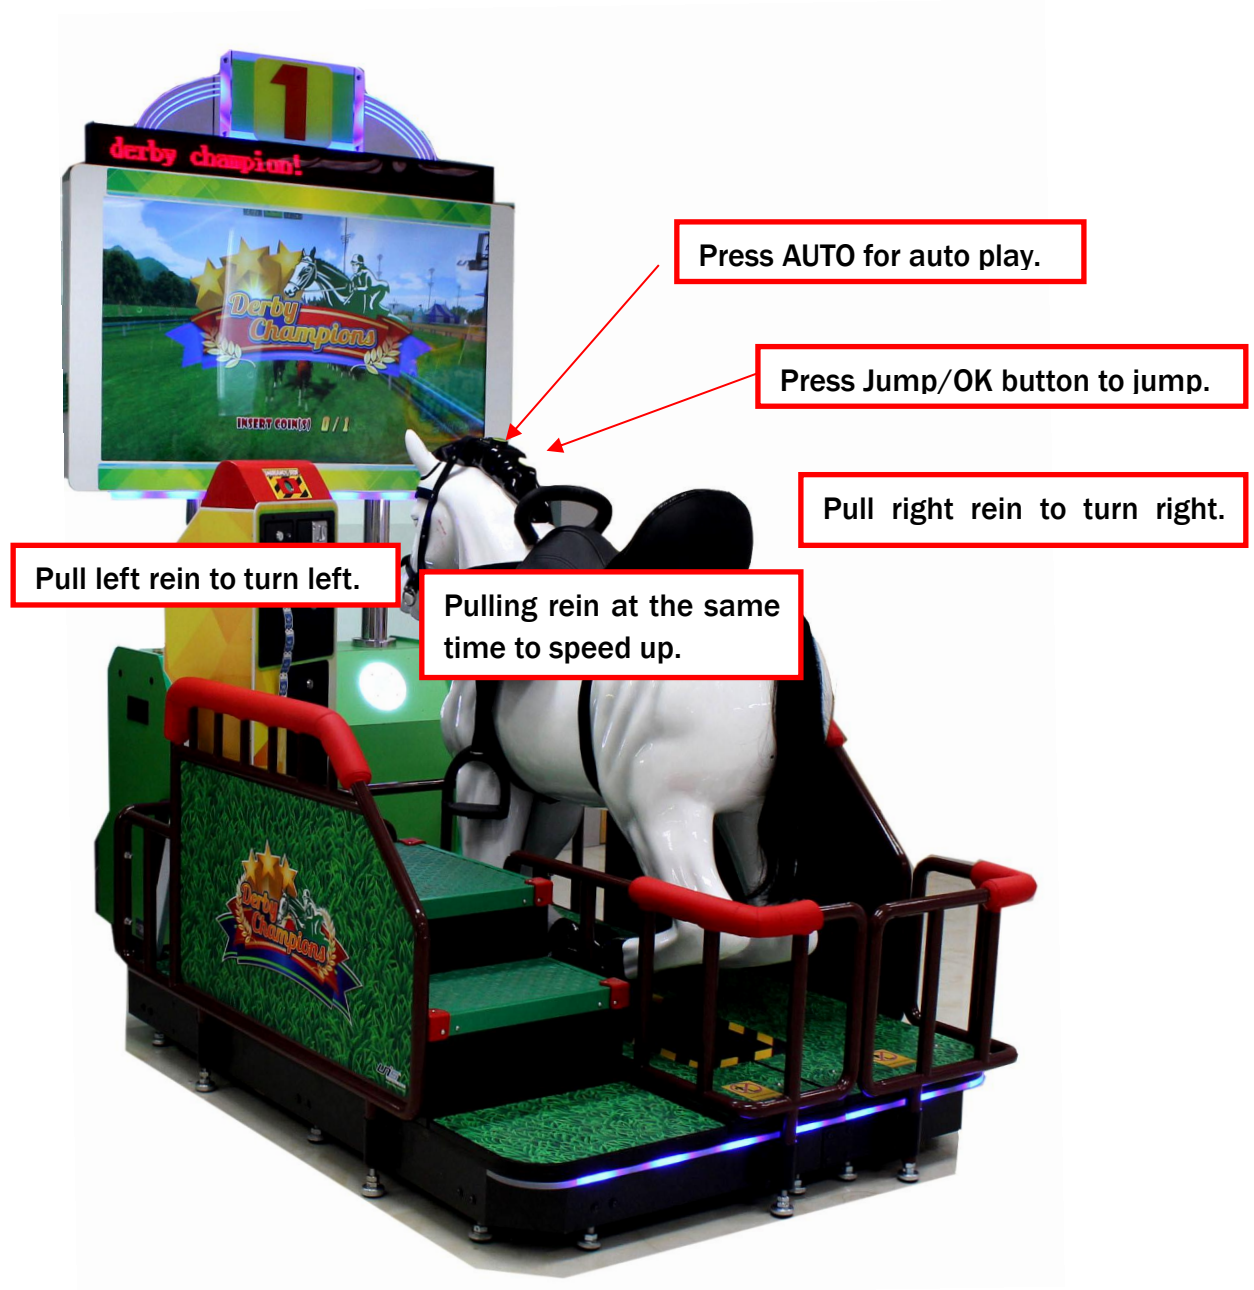 1
derby champion!
Derby
Champions
INSERT COIN(S) 0/1
Press AUTO for auto play.
Press Jump/OK button to jump.
Pull right rein to turn right.
Pull left rein to turn left.
Pulling rein at the same
time to speed up.
Derby
Champions